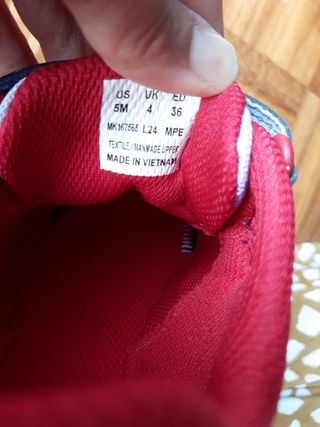 US UK EU
5M 4 36
MK167565 L24 MPE
TEXTILE / MANMADE UPPER
MADE IN VIETNAM